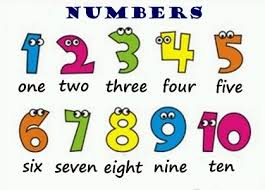 NUMBERS
1 2 3 4 5
one two three four five
6 7 8 9 10
six seven eight nine ten